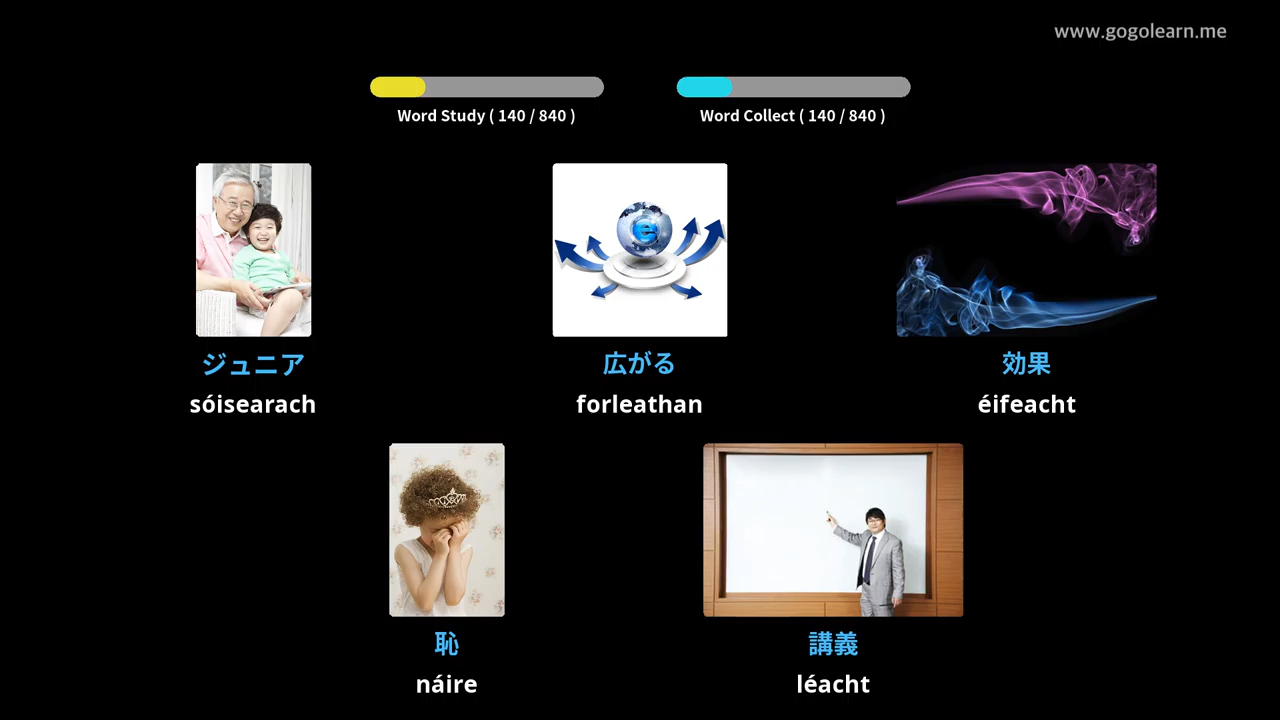 www.gogolearn.me
Word Study ( 140 / 840 )
Word Collect ( 140 / 840 )
ジュニア
sóisearach
広がる
forleathan
効果
éifeacht
恥
náire
講義
léacht